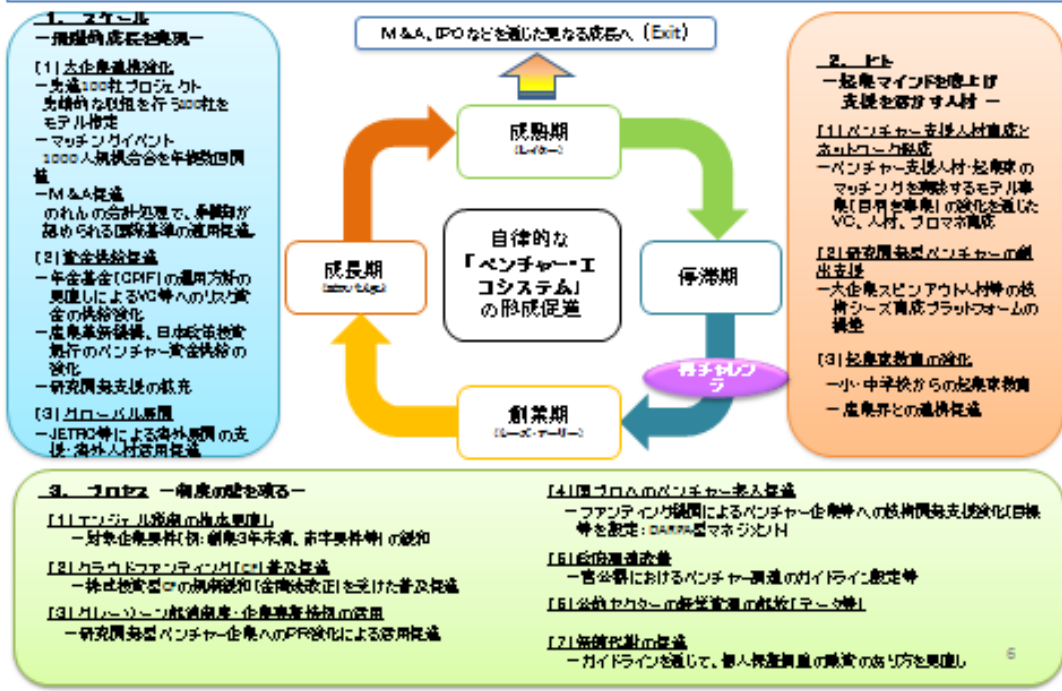 M&A、IPOなどを通じた更なる成長へ (Exit)
1. スケール
[1] 大企業連携強化
ー先進100社プロジェクト
先端的な取組を行う100社を
モデル指定
ーマッチングイベント
1000人規模会合を年複数回開
催
ーM&A促進
のれんの会計処理で、
認められる国際基準の適用促進。
[2] 資金供給促進
ー年金基金(GPIF)の運用方針の
見直しによるVC等へのリスク資
金の供給強化
ー産業革新機構、日本政策投資
銀行のベンチャー資金供給の
強化
ー研究開発支援の拡充
[3] グローバル展開
ーJETRO等による海外展開の支
援・海外人材活用促進
成熟期
(レイター)
停滞期
再チャレン
ジ
創業期
(シーズ・アーリー)
成長期
自律的な
「ベンチャー・エ
コシステム」
の形成促進
2. ヒト
ー起業マインドを底上げ
支援を活かす人材 ー
[1] ベンチャー支援人材育成と
ネットワーク形成
ーベンチャー支援人材・起業家の
マッチングを実践するモデル事
業(目利き事業)の強化を通じた
VC、人材、プロマネ育成
[2] 研究開発型ベンチャーの創
出支援
ー大企業スピンアウト人材等の技
術シーズ育成プラットフォームの
構築
[3] 起業家教育の強化
ー小・中学校からの起業家教育
ー産業界との連携促進
3. プロセス ー制度の壁を破るー
[1] エンジェル税制の抜本見直し
ー対象企業要件(例:創業3年未満、赤字要件等)の緩和
[2] クラウドファンディング(CF)普及促進
ー株式投資型CFの規制緩和(金商法改正)を受けた普及促進
[3] グレーゾーン解消制度・企業実証特例の活用
ー研究開発型ベンチャー企業へのPR強化による活用促進
[4] 国プロへのベンチャー参入促進
ーファンディング機関によるベンチャー企業等への技術開発支援強化(目標
等を設定:DARPA型マネジメント)
[5] 政府調達改善
ー官公需におけるベンチャー調達のガイドライン設定等
[6] 公的セクターの経営資源の開放(データ等)
[7] 新陳代謝の促進
ーガイドラインを通じて、個人保証制度の融資のあり方を見直し
6